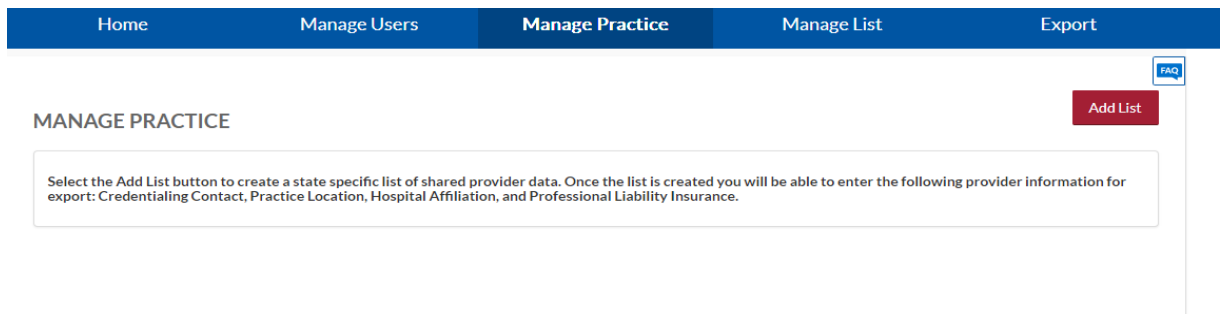 Home Manage Users Manage Practice Manage List Export
FAQ
Add List
MANAGE PRACTICE
Select the Add List button to create a state specific list of shared provider data. Once the list is created you will be able to enter the following provider information for
export: Credentialing Contact, Practice Location, Hospital Affiliation, and Professional Liability Insurance.